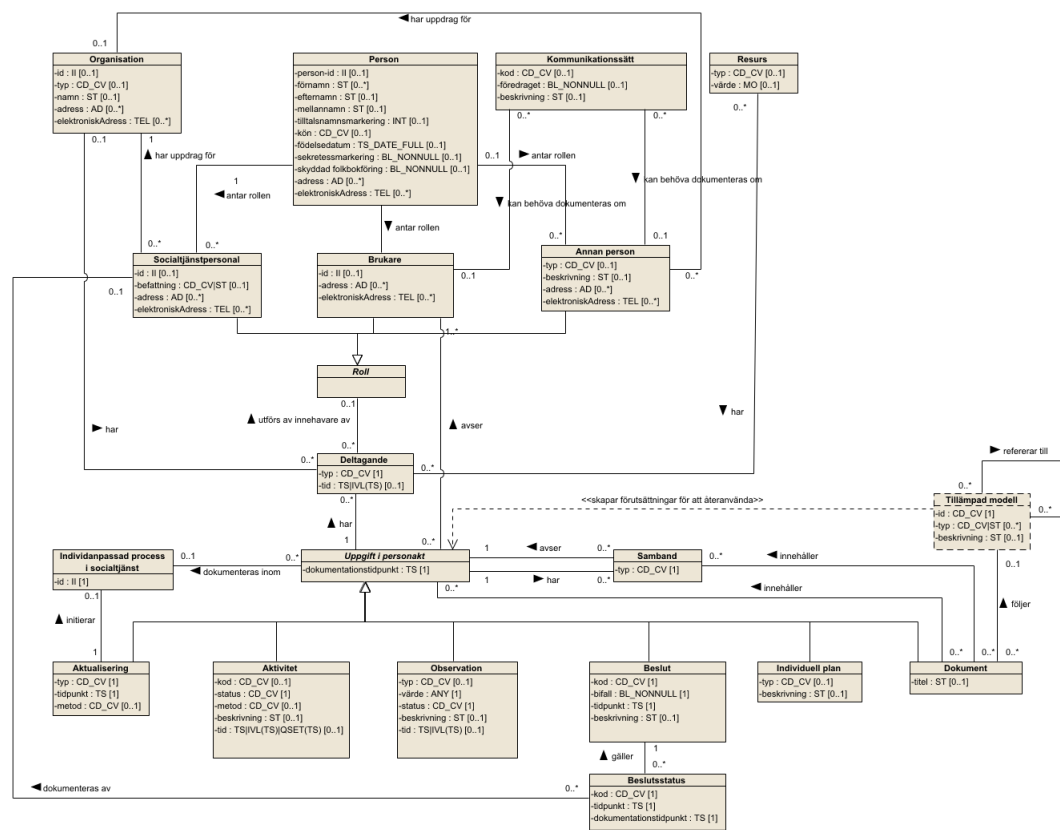 har uppdrag för
0..1
Organisation
-id : II [0..1]
-typ : CD_CV [0..1]
-namn : ST [0..1]
-adress : AD [0..*]
-elektroniskAdress : TEL [0..*]
Person
-person-id : II [0..1]
-förnamn : ST [0..*]
-efternamn : ST [0..*]
-mellannamn : ST [0..*]
-tilltalsnamnsmarkering : INT [0..*]
-kön : CD_CV [0..1]
-födelsedatum : TS_DATE_FULL [0..1]
-sekretessmarkering : BL_NONNULL [0..1]
-skyddad folkbokföring : BL_NONNULL [0..1]
-adress : AD [0..*]
-elektroniskAdress : TEL [0..*]
Kommunikationssätt
-kod : CD_CV [0..1]
-föredraget : BL_NONNULL [0..1]
-beskrivning : ST [0..1]
Resurs
-typ : CD_CV [0..1]
-värde : MO [0..1]
0..*
0..*
0..*
0..1
1
har uppdrag för
0..1
antar rollen
1
antar rollen
kan behöva dokumenteras om
kan behöva dokumenteras om
antar rollen
0..*
0..*
0..*
0..1
Socialtjänstpersonal
-id : II [0..1]
-befattning : CD_CV|ST [0..1]
-adress : AD [0..*]
-elektroniskAdress : TEL [0..*]
0..1
Brukare
-id : II [0..1]
-adress : AD [0..*]
-elektroniskAdress : TEL [0..*]
0..1
Annan person
-typ : CD_CV [0..1]
-beskrivning : ST [0..1]
-adress : AD [0..*]
-elektroniskAdress : TEL [0..*]
0..*
1..*
Roll
0..1
utförs av innehavare av
har
avser
har
0..*
0..*
Deltagande
-typ : CD_CV [1]
-tid : TS|IVL(TS) [0..1]
0..*
0..*
refererar till
<<skapar förutsättningar för att återanvända>>
0..*
Tillämpad modell
-id : CD_CV [1]
-typ : CD_CV|ST [0..*]
-beskrivning : ST [0..1]
0..*
har
1
0..*
Individanpassad process
i socialtjänst
-id : II [1]
0..1
0..*
dokumenteras inom
Uppgift i personakt
-dokumentationstidpunkt : TS [1]
1
avser
0..*
1
har
0..*
Samband
-typ : CD_CV [1]
0..*
innehåller
0..1
0..*
innehåller
följer
0..1
initierar
1
0..*
0..*
0..*
Aktualisering
-typ : CD_CV [1]
-tidpunkt : TS [1]
-metod : CD_CV [0..1]
Aktivitet
-kod : CD_CV [0..1]
-status : CD_CV [1]
-metod : CD_CV [0..1]
-beskrivning : ST [0..1]
-tid : TS|IVL(TS)|QSET(TS) [0..1]
Observation
-typ : CD_CV [0..1]
-värde : ANY [1]
-status : CD_CV [1]
-beskrivning : ST [0..1]
-tid : TS|IVL(TS) [0..1]
Beslut
-kod : CD_CV [1]
-bifall : BL_NONNULL [1]
-tidpunkt : TS [1]
-beskrivning : ST [0..*]
Individuell plan
-typ : CD_CV [0..1]
-beskrivning : ST [0..1]
Dokument
-titel : ST [0..1]
1
gäller
0..*
dokumenteras av
0..*
Beslutsstatus
-kod : CD_CV [1]
-tidpunkt : TS [1]
-dokumentationstidpunkt : TS [1]